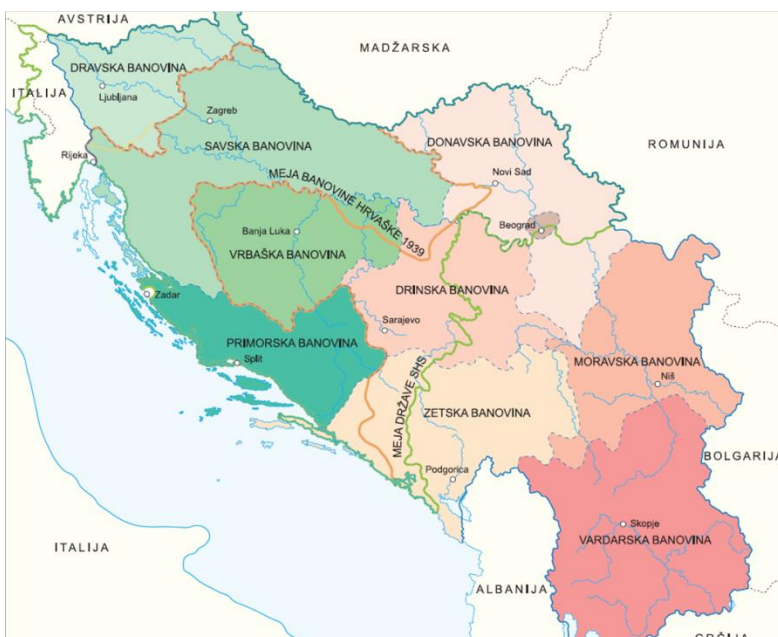 AVSTRIJA
MADŽARSKA
DRAVSKA BANOVINA
Ljubljana
ITALIJA
Zagreb
SAVSKA BANOVINA
DONAVSKA BANOVINA
ROMUNIJA
Rijeka
MEJA BANOVINE HRVAŠKE 1939
Novi Sad
Banja Luka
Beograd
VRBAŠKA BANOVINA
DRINSKA BANOVINA
Zadar
Sarajevo
PRIMORSKA BANOVINA
Split
MORAVSKA BANOVINA
Niš
MEJA DRŽAVE SHS
ZETSKA BANOVINA
BOLGARIJA
Podgorica
Skopje
VARDARSKA BANOVINA
ITALIJA
ALBANIJA
GRČIJA